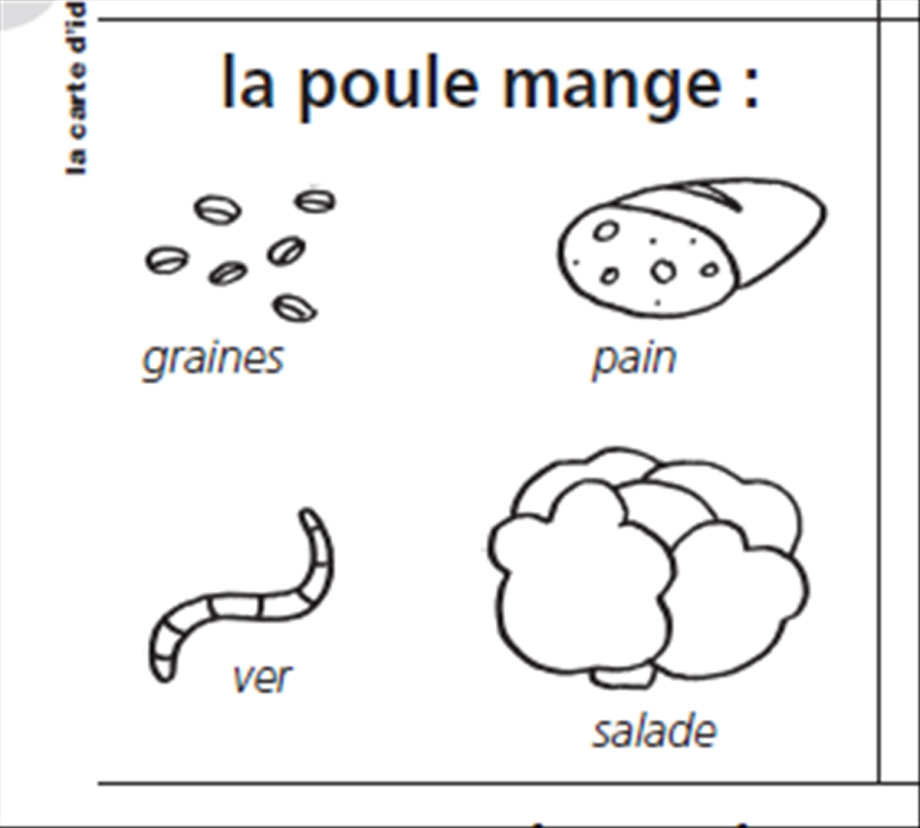 la carte d'id
la poule mange :
graines
pain
ver
salade